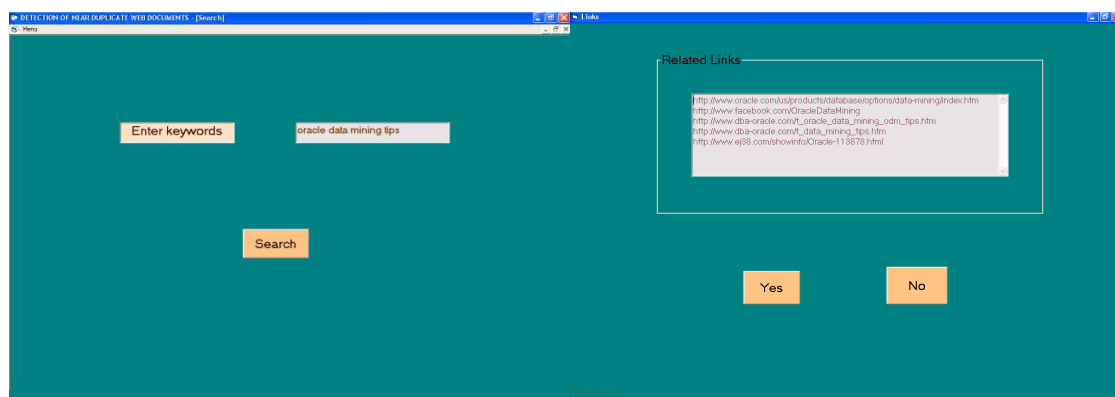 DETECTION OF NEAR DUPLICATE WEB DOCUMENTS - [Search]
Menu
Enter keywords
oracle data mining tips
Search
Links
Related Links
http://www.oracle.com/us/products/database/options/data-mining/index.htm
http://www.facebook.com/OracleDataMining
http://www.dba-oracle.com/t_oracle_data_mining_odm_tips.htm
http://www.dba-oracle.com/t_data_mining_tips.htm
http://www.ej38.com/showinfo/Oracle-113878.html
Yes
No